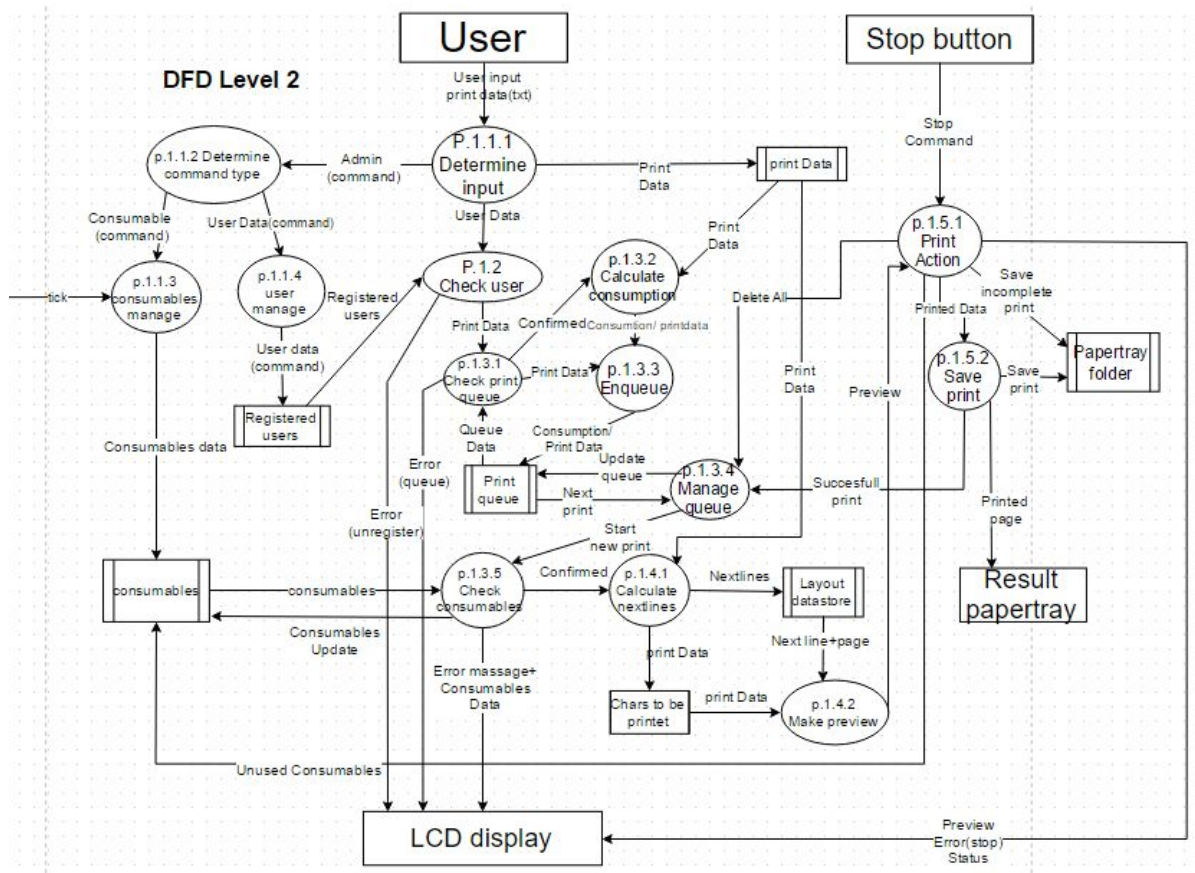 User
Stop button
DFD Level 2
User input
print data(txt)
Stop
Command
P.1.1.1
Determine
input
p.1.1.2 Determine
command type
Admin
(command)
Print
Data
print Data
Consumable
(command)
User Data(command)
User Data
Print
Data
p.1.5.1
Print
Action
p.1.1.3
consumables
manage
tick
p.1.1.4
user
manage
Registered
users
P.1.2
Check user
p.1.3.2
Calculate
consumption
Delete All
Save
incomplete
print
Printed Data
Print Data
Confirmed
Consumtion/ printdata
User data
(command)
p.1.3.1
Check print
queue
Print Data
p.1.3.3
Enqueue
Print
Data
Preview
p.1.5.2
Save
print
Save
print
Papertray
folder
Registered
users
Consumables data
Queue
Data
Consumption/
Print Data
Error
(queue)
Print
queue
Update
queue
Next
print
p.1.3.4
Manage
queue
Succesfull
print
Printed
page
Error
(unregister)
Start
new print
consumables
consumables
p.1.3.5
Check
consumables
Confirmed
p.1.4.1
Calculate
nextlines
Nextlines
Layout
datastore
Result
papertray
Consumables
Update
Next line+page
print Data
Error massage+
Consumables
Data
Chars to be
printet
print Data
p.1.4.2
Make preview
Unused Consumables
LCD display
Preview
Error(stop)
Status